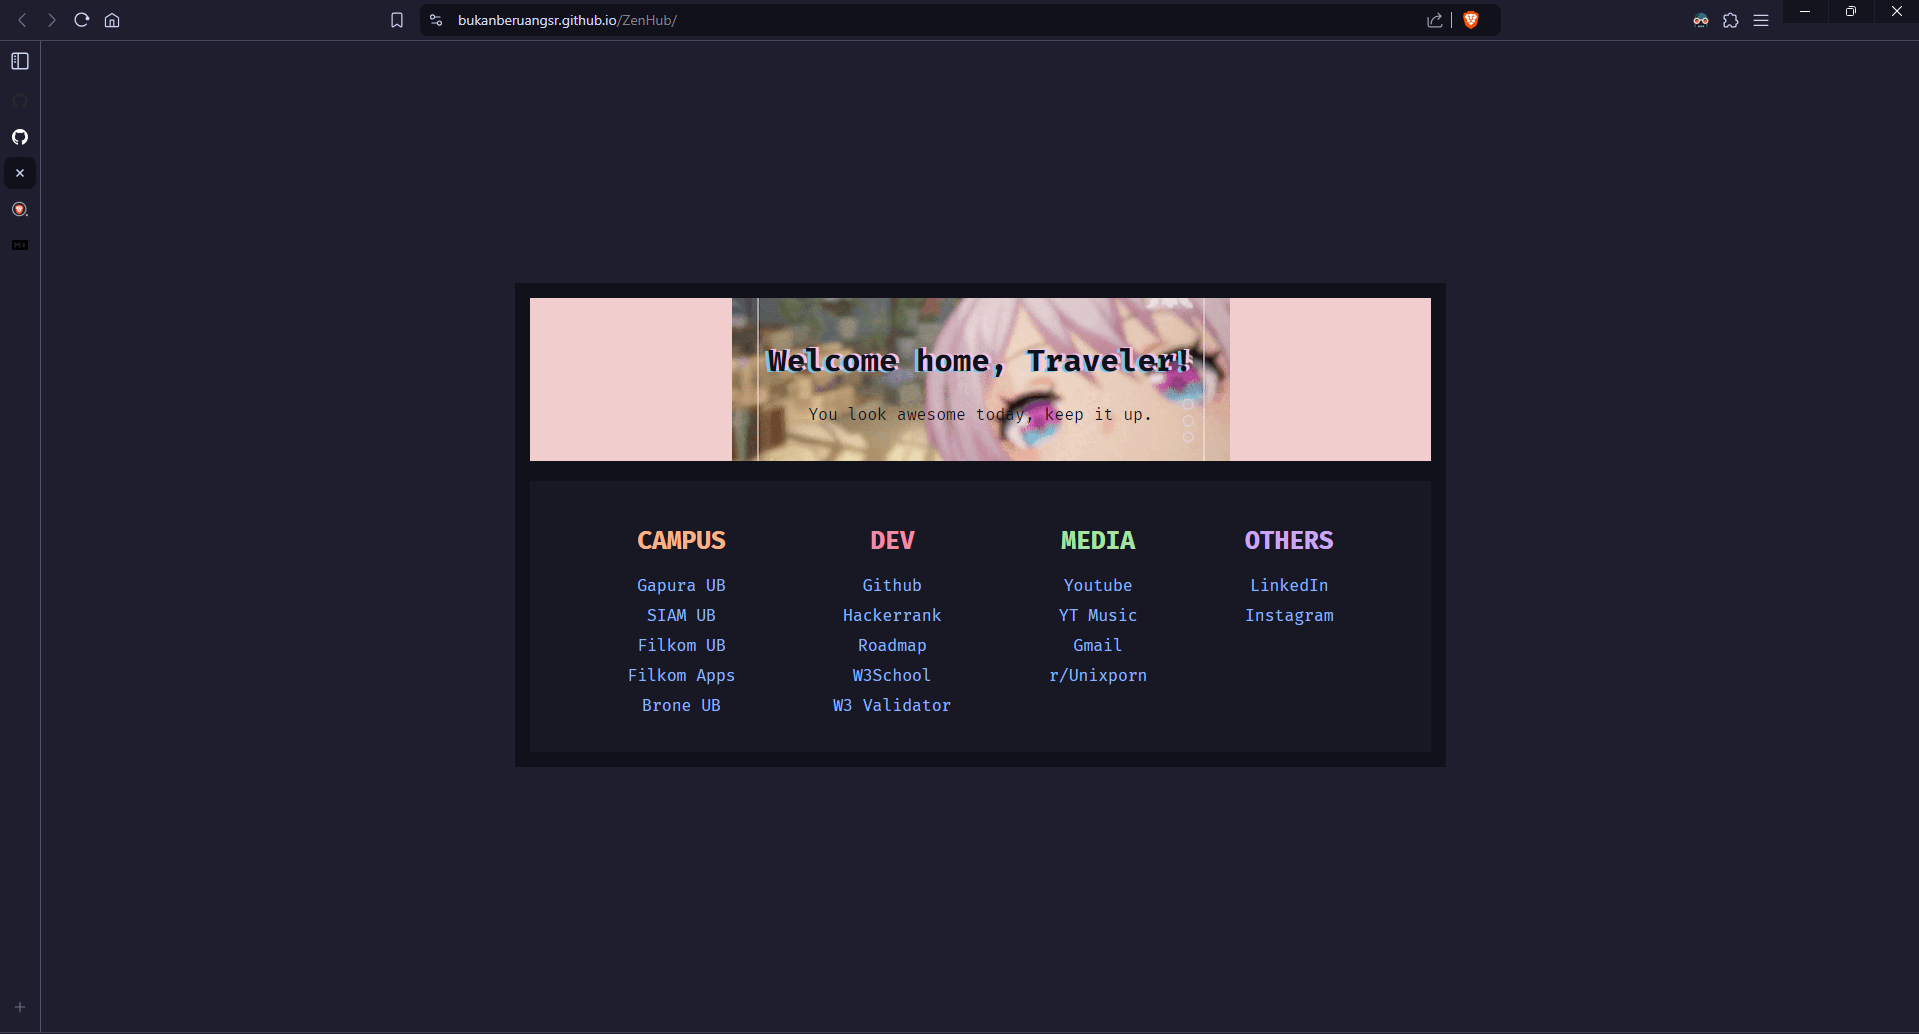 bukanberuangsr.github.io/ZenHub/
Welcome home, Traveler!
You look awesome today, keep it up.
CAMPUS
Gapura UB
SIAM UB
Filkom UB
Filkom Apps
Brone UB
DEV
Github
Hackerrank
Roadmap
W3School
W3 Validator
MEDIA
Youtube
YT Music
Gmail
r/Unixporn
OTHERS
LinkedIn
Instagram